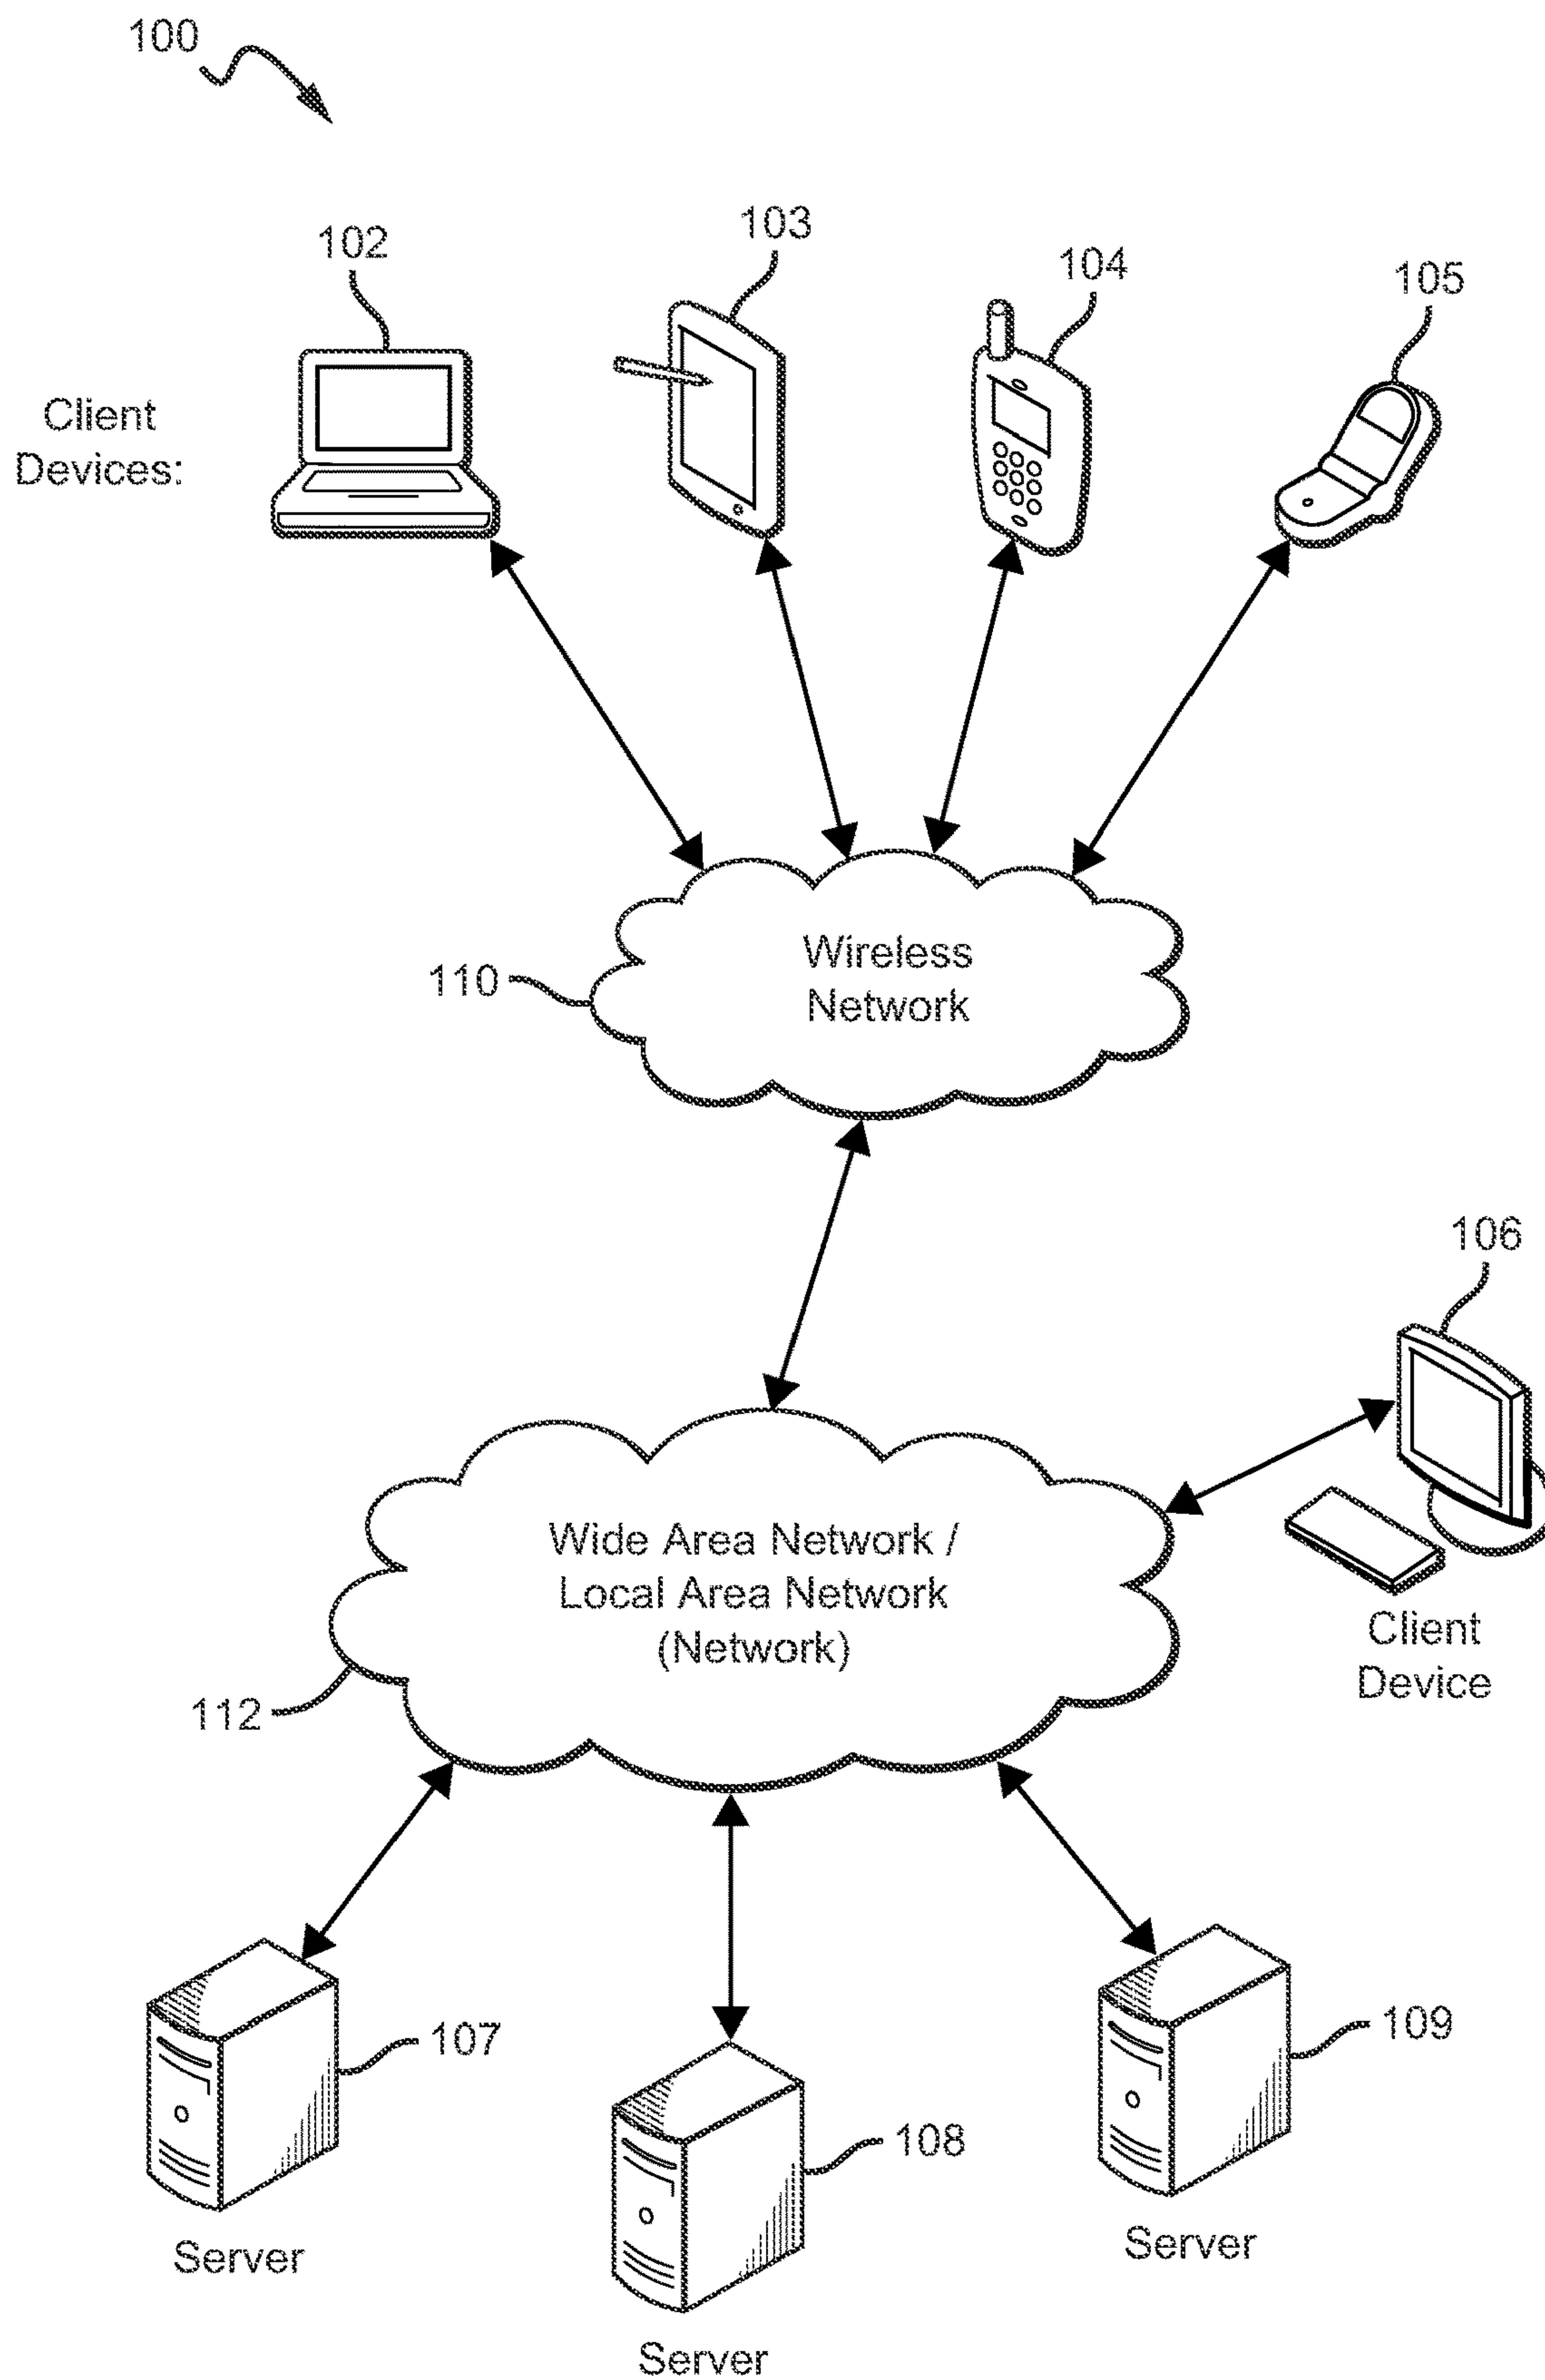 100
102
103
104
105
Client
Devices:
Wireless
Network
110
106
Wide Area Network /
Local Area Network
(Network)
Client
Device
112
107
108
109
Server
Server
Server